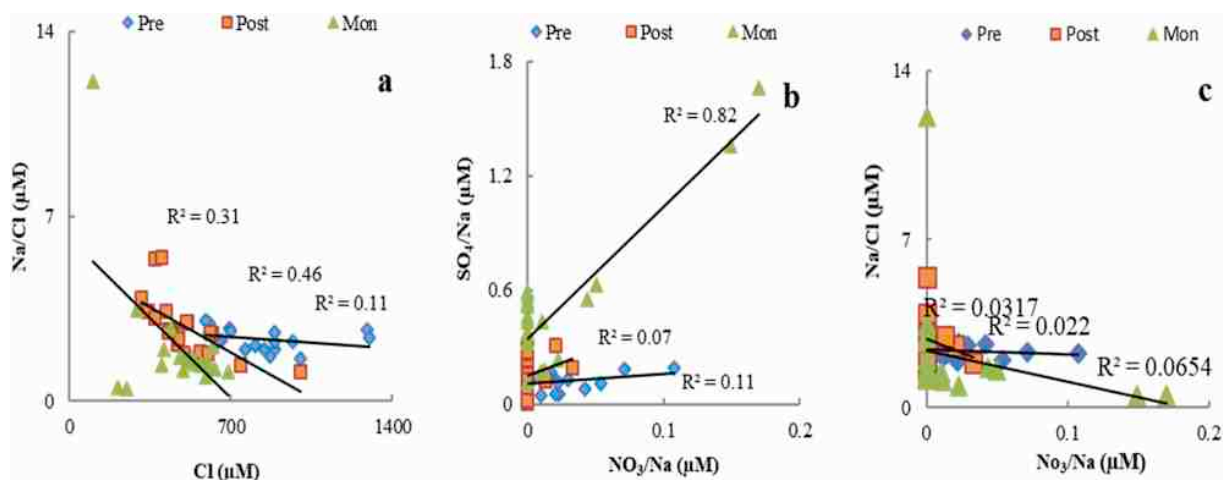 Pre Post Mon
14
a
Na/Cl (µM)
R² = 0.31
7
R² = 0.46
R² = 0.11
0
0 700 1400
Cl (µM)
Pre Post Mon
1.8
b
R² = 0.82
SO₄/Na (µM)
1.2
0.6
R² = 0.07
R² = 0.11
0
0 0.1 0.2
NO₃/Na (µM)
Pre Post Mon
14
c
Na/Cl (µM)
7
R² = 0.0317
R² = 0.022
R² = 0.0654
0
0 0.1 0.2
No₃/Na (µM)